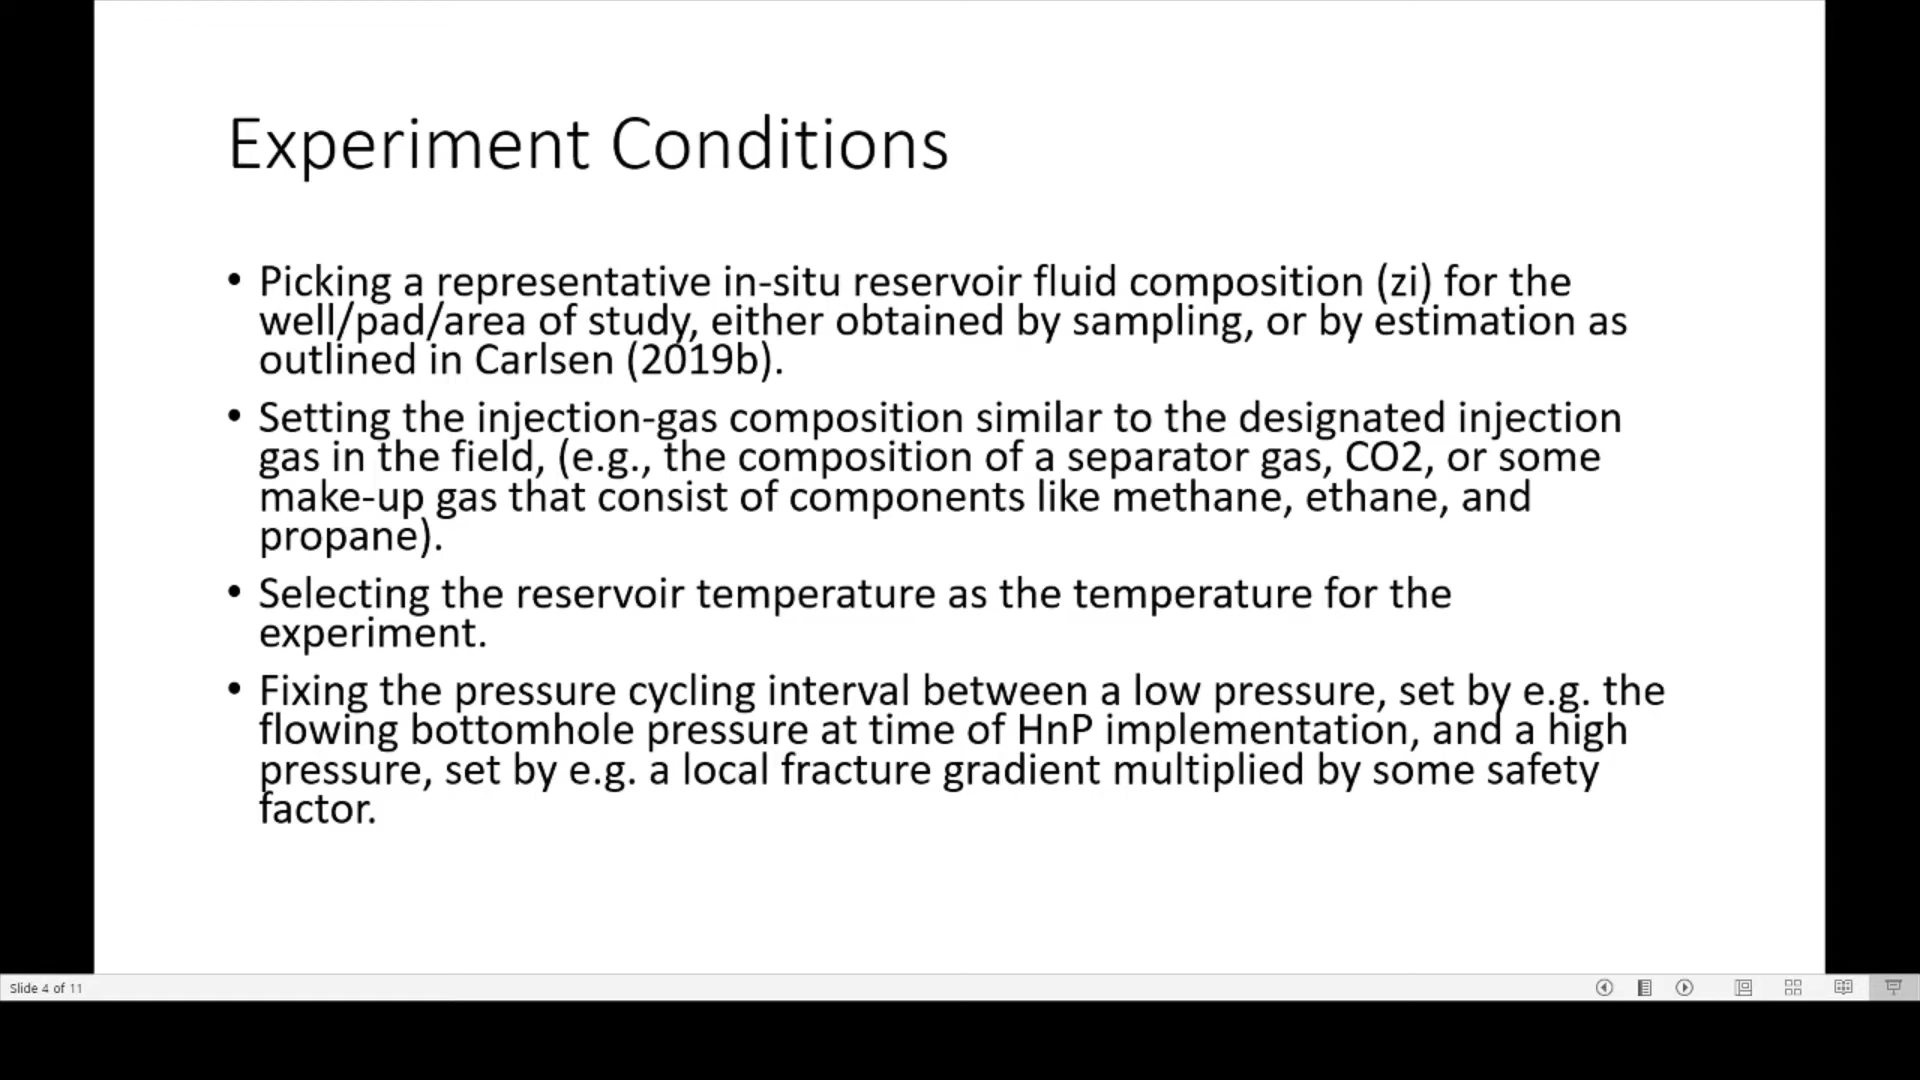 Experiment Conditions
• Picking a representative in-situ reservoir fluid composition (zi) for the
well/pad/area of study, either obtained by sampling, or by estimation as
outlined in Carlsen (2019b).
• Setting the injection-gas composition similar to the designated injection
gas in the field, (e.g., the composition of a separator gas, CO2, or some
make-up gas that consist of components like methane, ethane, and
propane).
• Selecting the reservoir temperature as the temperature for the
experiment.
• Fixing the pressure cycling interval between a low pressure, set by e.g. the
flowing bottomhole pressure at time of HnP implementation, and a high
pressure, set by e.g. a local fracture gradient multiplied by some safety
factor.
Slide 4 of 11